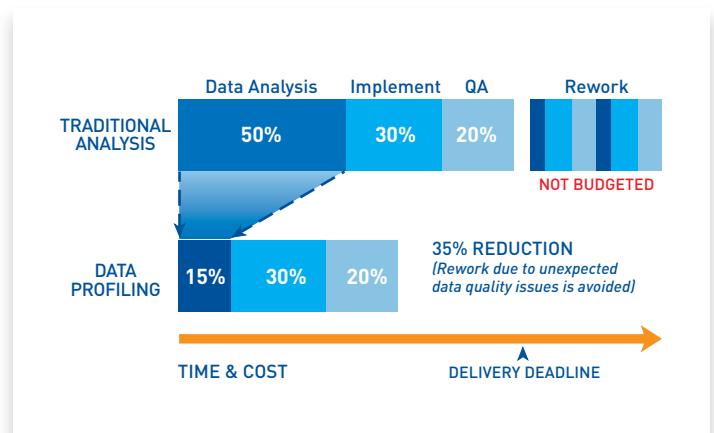 Data Analysis Implement QA Rework
TRADITIONAL
ANALYSIS
50% 30% 20%
NOT BUDGETED
DATA
PROFILING
15% 30% 20%
35% REDUCTION
(Rework due to unexpected
data quality issues is avoided)
TIME & COST
DELIVERY DEADLINE